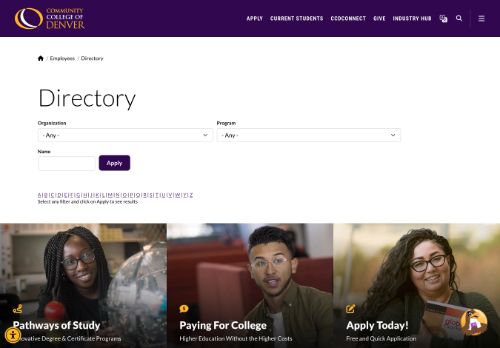 COMMUNITY
COLLEGE OF
DENVER
APPLY CURRENT STUDENTS CCDCONNECT GIVE INDUSTRY HUB
/ Employees / Directory
Directory
Organization Program
- Any - - Any -
Name
Apply
A | B | C | D | E | F | G | H | I | J | K | L | M | N | O | P | Q | R | S | T | U | V | W | Y | Z
Select any filter and click on Apply to see results
Pathways of Study Paying For College Apply Today!
Innovative Degree & Certificate Programs Higher Education Without the Higher Costs Free and Quick Application